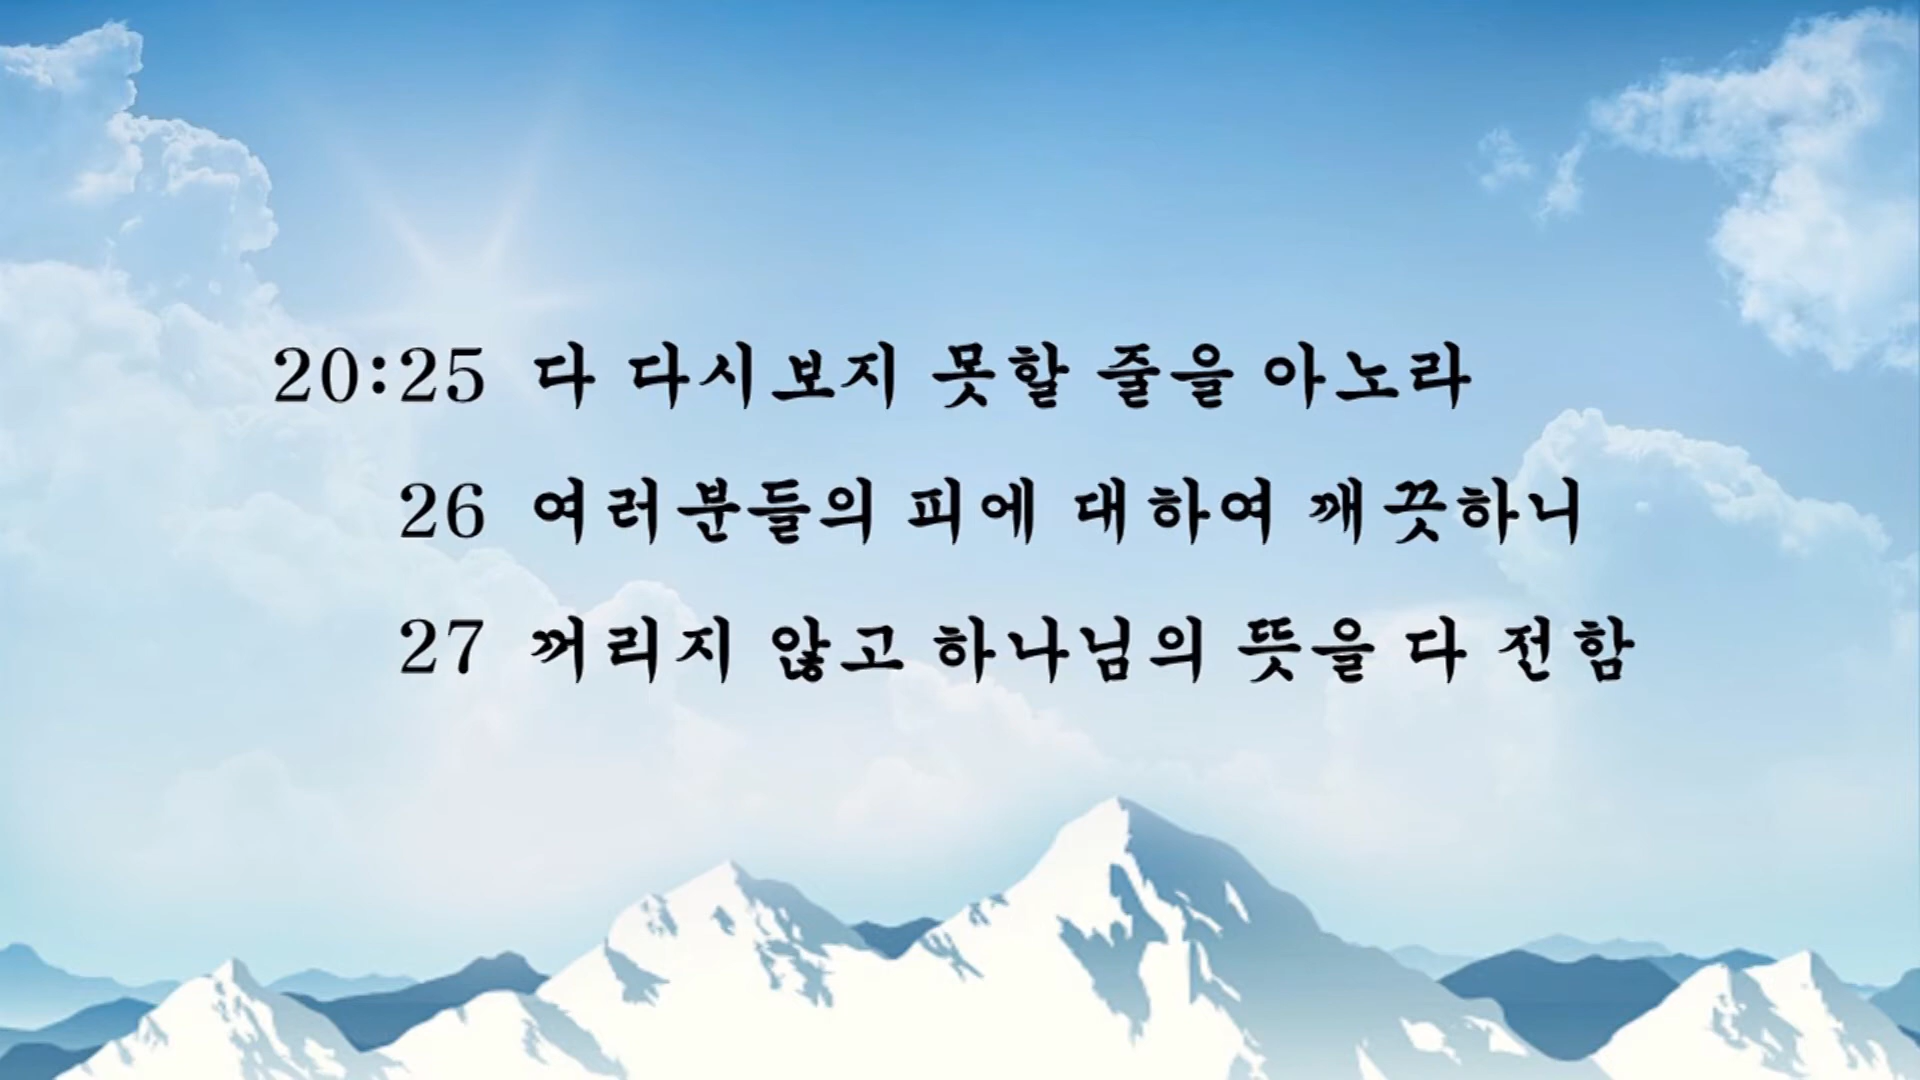 20:25 다 다시보지 못할 줄을 아노라
26 여러분들의 피에 대하여 깨끗하니
27 꺼리지 않고 하나님의 뜻을 다 전함